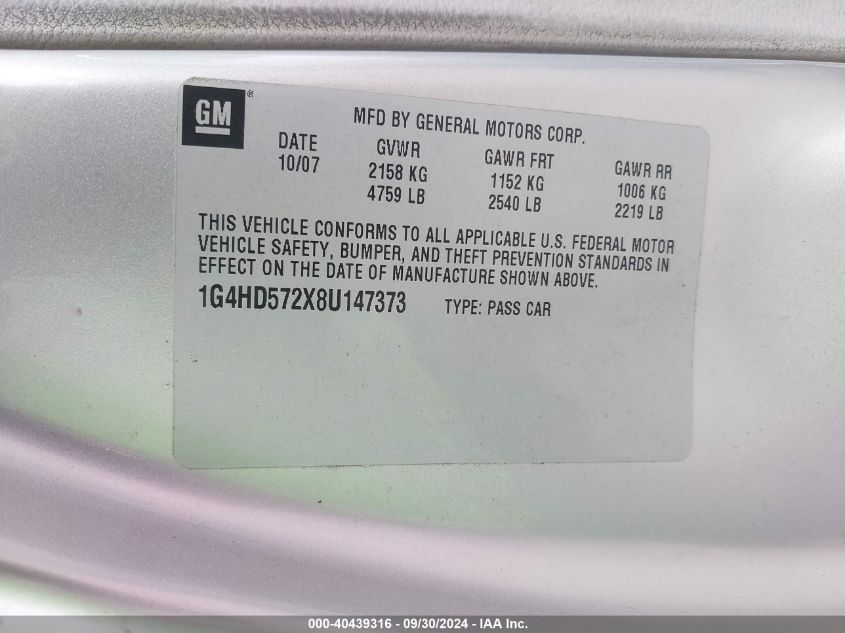 GM®
MFD BY GENERAL MOTORS CORP.
DATE GVWR GAWR FRT GAWR RR
10/07 2158 KG 1152 KG 1006 KG
4759 LB 2540 LB 2219 LB
THIS VEHICLE CONFORMS TO ALL APPLICABLE U.S. FEDERAL MOTOR
VEHICLE SAFETY, BUMPER, AND THEFT PREVENTION STANDARDS IN
EFFECT ON THE DATE OF MANUFACTURE SHOWN ABOVE.
1G4HD572X8U147373 TYPE: PASS CAR
000-40439316 - 09/30/2024 - IAA Inc.